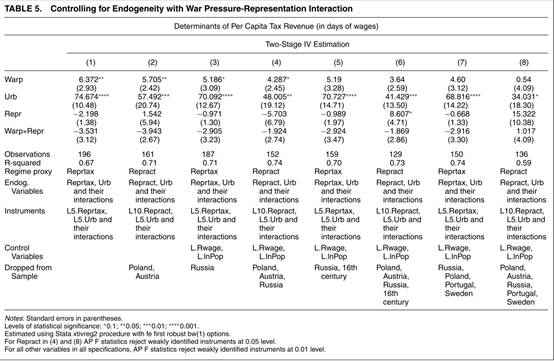 TABLE 5. Controlling for Endogeneity with War Pressure-Representation Interaction
Determinants of Per Capita Tax Revenue (in days of wages)
Two-Stage IV Estimation
(1) (2) (3) (4) (5) (6) (7) (8)
Warp 6.372** 5.705** 5.186* 4.287* 5.19 3.64 4.60 0.54
(2.93) (2.42) (3.09) (2.45) (3.28) (2.59) (3.12) (4.09)
Urb 74.674**** 57.492*** 70.092**** 48.005** 70.727**** 41.429*** 68.816**** 34.031*
(10.48) (20.74) (12.67) (19.12) (14.71) (13.50) (14.22) (18.30)
Repr -2.198 1.542 -0.971 -5.703 -0.989 8.607* -0.668 15.322
(1.38) (5.94) (1.30) (6.79) (1.97) (4.71) (1.33) (10.38)
Warp*Repr -3.531 -3.943 -2.905 -1.924 -2.924 -1.869 -2.916 1.017
(3.12) (2.67) (3.23) (2.74) (3.47) (2.86) (3.30) (4.09)
Observations 196 161 187 152 159 129 150 136
R-squared 0.67 0.71 0.71 0.74 0.70 0.73 0.74 0.59
Regime proxy Reprtax Repract Reprtax Repract Reprtax Repract Reprtax Repract
Endog. Reprtax, Urb Repract, Urb Reprtax, Urb Repract, Urb Reprtax, Urb Repract, Urb Reprtax, Urb Repract, Urb
Variables and their and their and their and their and their and their and their and their
interactions interactions interactions interactions interactions interactions interactions interactions
Instruments L5.Reprtax, L10.Repract, L5.Reprtax, L10.Repract, L5.Reprtax, L10.Repract, L5.Reprtax, L10.Repract,
L5.Urb and L5.Urb and L5.Urb and L5.Urb and L5.Urb and L5.Urb and L5.Urb and L5.Urb and
their their their their their their their their
interactions interactions interactions interactions interactions interactions interactions interactions
Control L.Rwage, L.Rwage, L.Rwage, L.Rwage, L.Rwage, L.Rwage,
Variables L.lnPop L.lnPop L.lnPop L.lnPop L.lnPop L.lnPop
Dropped from Poland, Russia Poland, Russia, 16th Poland, Russia, Poland,
Sample Austria Austria, century Austria, Poland, Austria,
Russia Russia, Portugal, Russia,
16th Sweden Portugal,
century Sweden
Notes: Standard errors in parentheses.
Levels of statistical significance: *0.1; **0.05; ***0.01; ****0.001.
Estimated using Stata xtivreg2 procedure with fe first robust bw(1) options.
For Repract in (4) and (8) AP F statistics reject weakly identified instruments at 0.05 level.
For all other variables in all specifications, AP F statistics reject weakly identified instruments at 0.01 level.